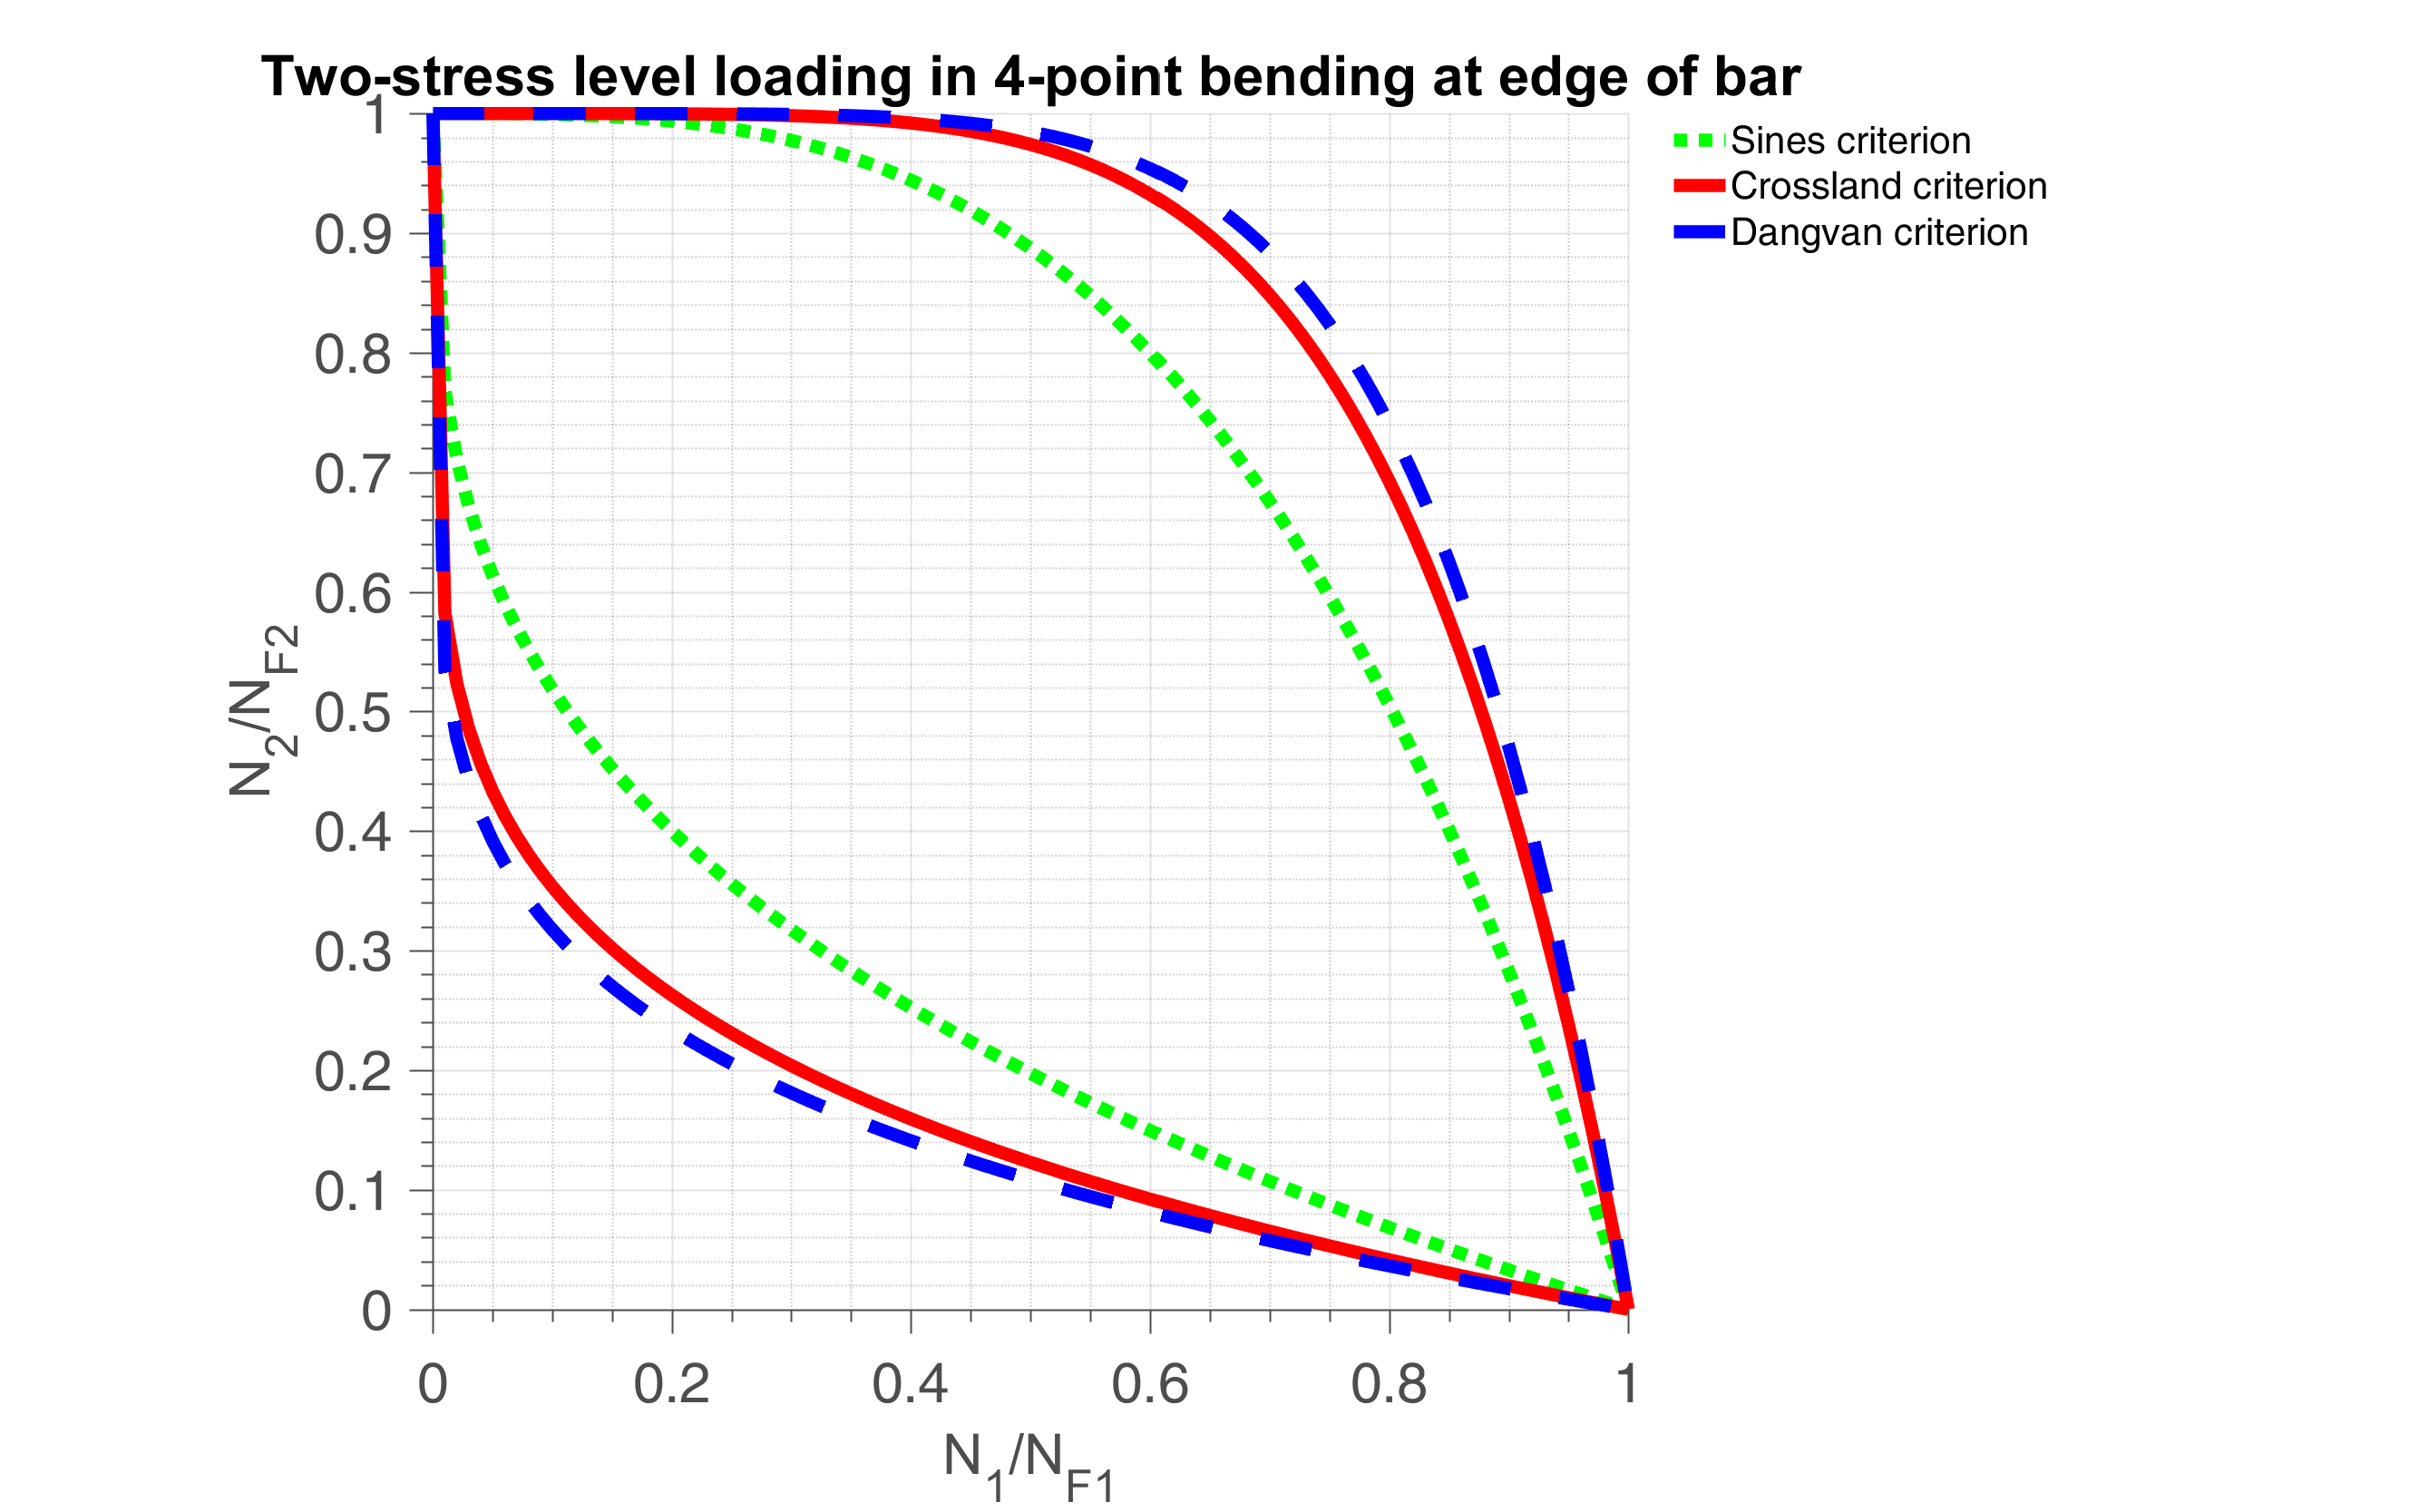 Two-stress level loading in 4-point bending at edge of bar
Sines criterion
Crossland criterion
Dangvan criterion
1
0.9
0.8
0.7
0.6
0.5
0.4
0.3
0.2
0.1
0
N2/NF2
0 0.2 0.4 0.6 0.8 1
N1/NF1